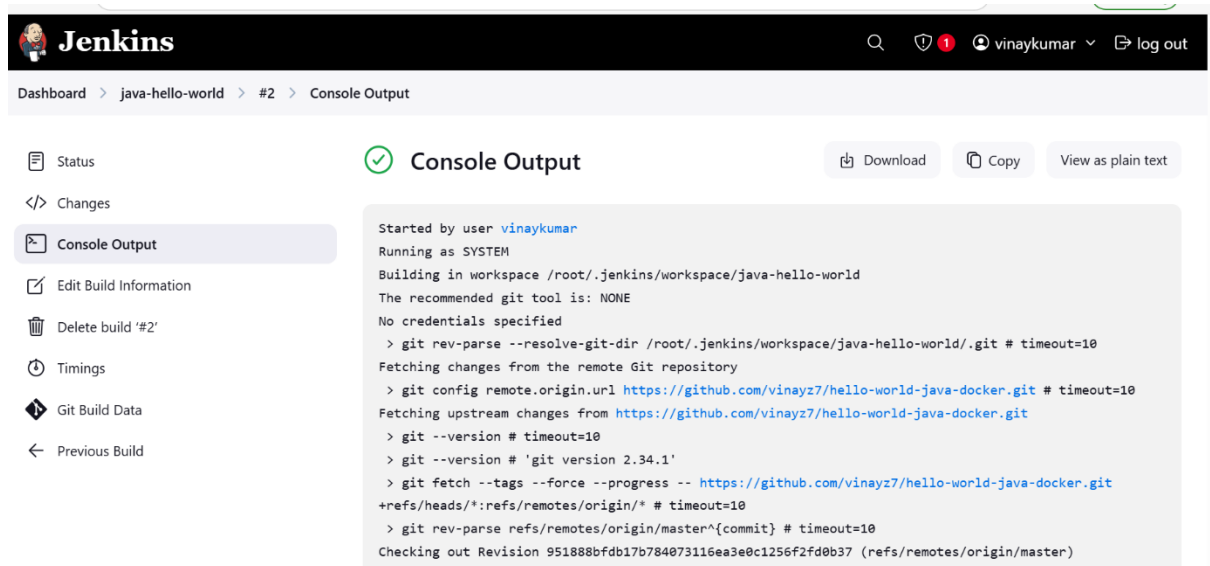 Jenkins
1
vinaykumar
log out
Dashboard > java-hello-world > #2 > Console Output
Status
Changes
Console Output
Edit Build Information
Delete build '#2'
Timings
Git Build Data
Previous Build
Console Output
Download
Copy
View as plain text
Started by user vinaykumar
Running as SYSTEM
Building in workspace /root/.jenkins/workspace/java-hello-world
The recommended git tool is: NONE
No credentials specified
> git rev-parse --resolve-git-dir /root/.jenkins/workspace/java-hello-world/.git # timeout=10
Fetching changes from the remote Git repository
> git config remote.origin.url https://github.com/vinayz7/hello-world-java-docker.git # timeout=10
Fetching upstream changes from https://github.com/vinayz7/hello-world-java-docker.git
> git --version # timeout=10
> git --version # 'git version 2.34.1'
> git fetch --tags --force --progress -- https://github.com/vinayz7/hello-world-java-docker.git
+refs/heads/*:refs/remotes/origin/* # timeout=10
> git rev-parse refs/remotes/origin/master^{commit} # timeout=10
Checking out Revision 951888bfdb17b784073116ea3e0c1256f2fd0b37 (refs/remotes/origin/master)